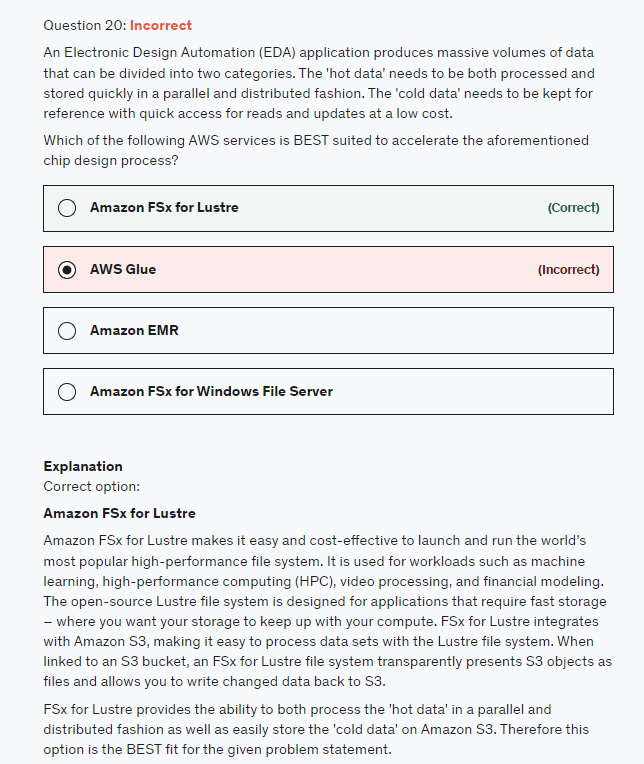 Question 20: Incorrect
An Electronic Design Automation (EDA) application produces massive volumes of data
that can be divided into two categories. The 'hot data' needs to be both processed and
stored quickly in a parallel and distributed fashion. The 'cold data' needs to be kept for
reference with quick access for reads and updates at a low cost.
Which of the following AWS services is BEST suited to accelerate the aforementioned
chip design process?
Amazon FSx for Lustre (Correct)
AWS Glue (Incorrect)
Amazon EMR
Amazon FSx for Windows File Server
Explanation
Correct option:
Amazon FSx for Lustre
Amazon FSx for Lustre makes it easy and cost-effective to launch and run the world’s
most popular high-performance file system. It is used for workloads such as machine
learning, high-performance computing (HPC), video processing, and financial modeling.
The open-source Lustre file system is designed for applications that require fast storage
– where you want your storage to keep up with your compute. FSx for Lustre integrates
with Amazon S3, making it easy to process data sets with the Lustre file system. When
linked to an S3 bucket, an FSx for Lustre file system transparently presents S3 objects as
files and allows you to write changed data back to S3.
FSx for Lustre provides the ability to both process the 'hot data' in a parallel and
distributed fashion as well as easily store the 'cold data' on Amazon S3. Therefore this
option is the BEST fit for the given problem statement.